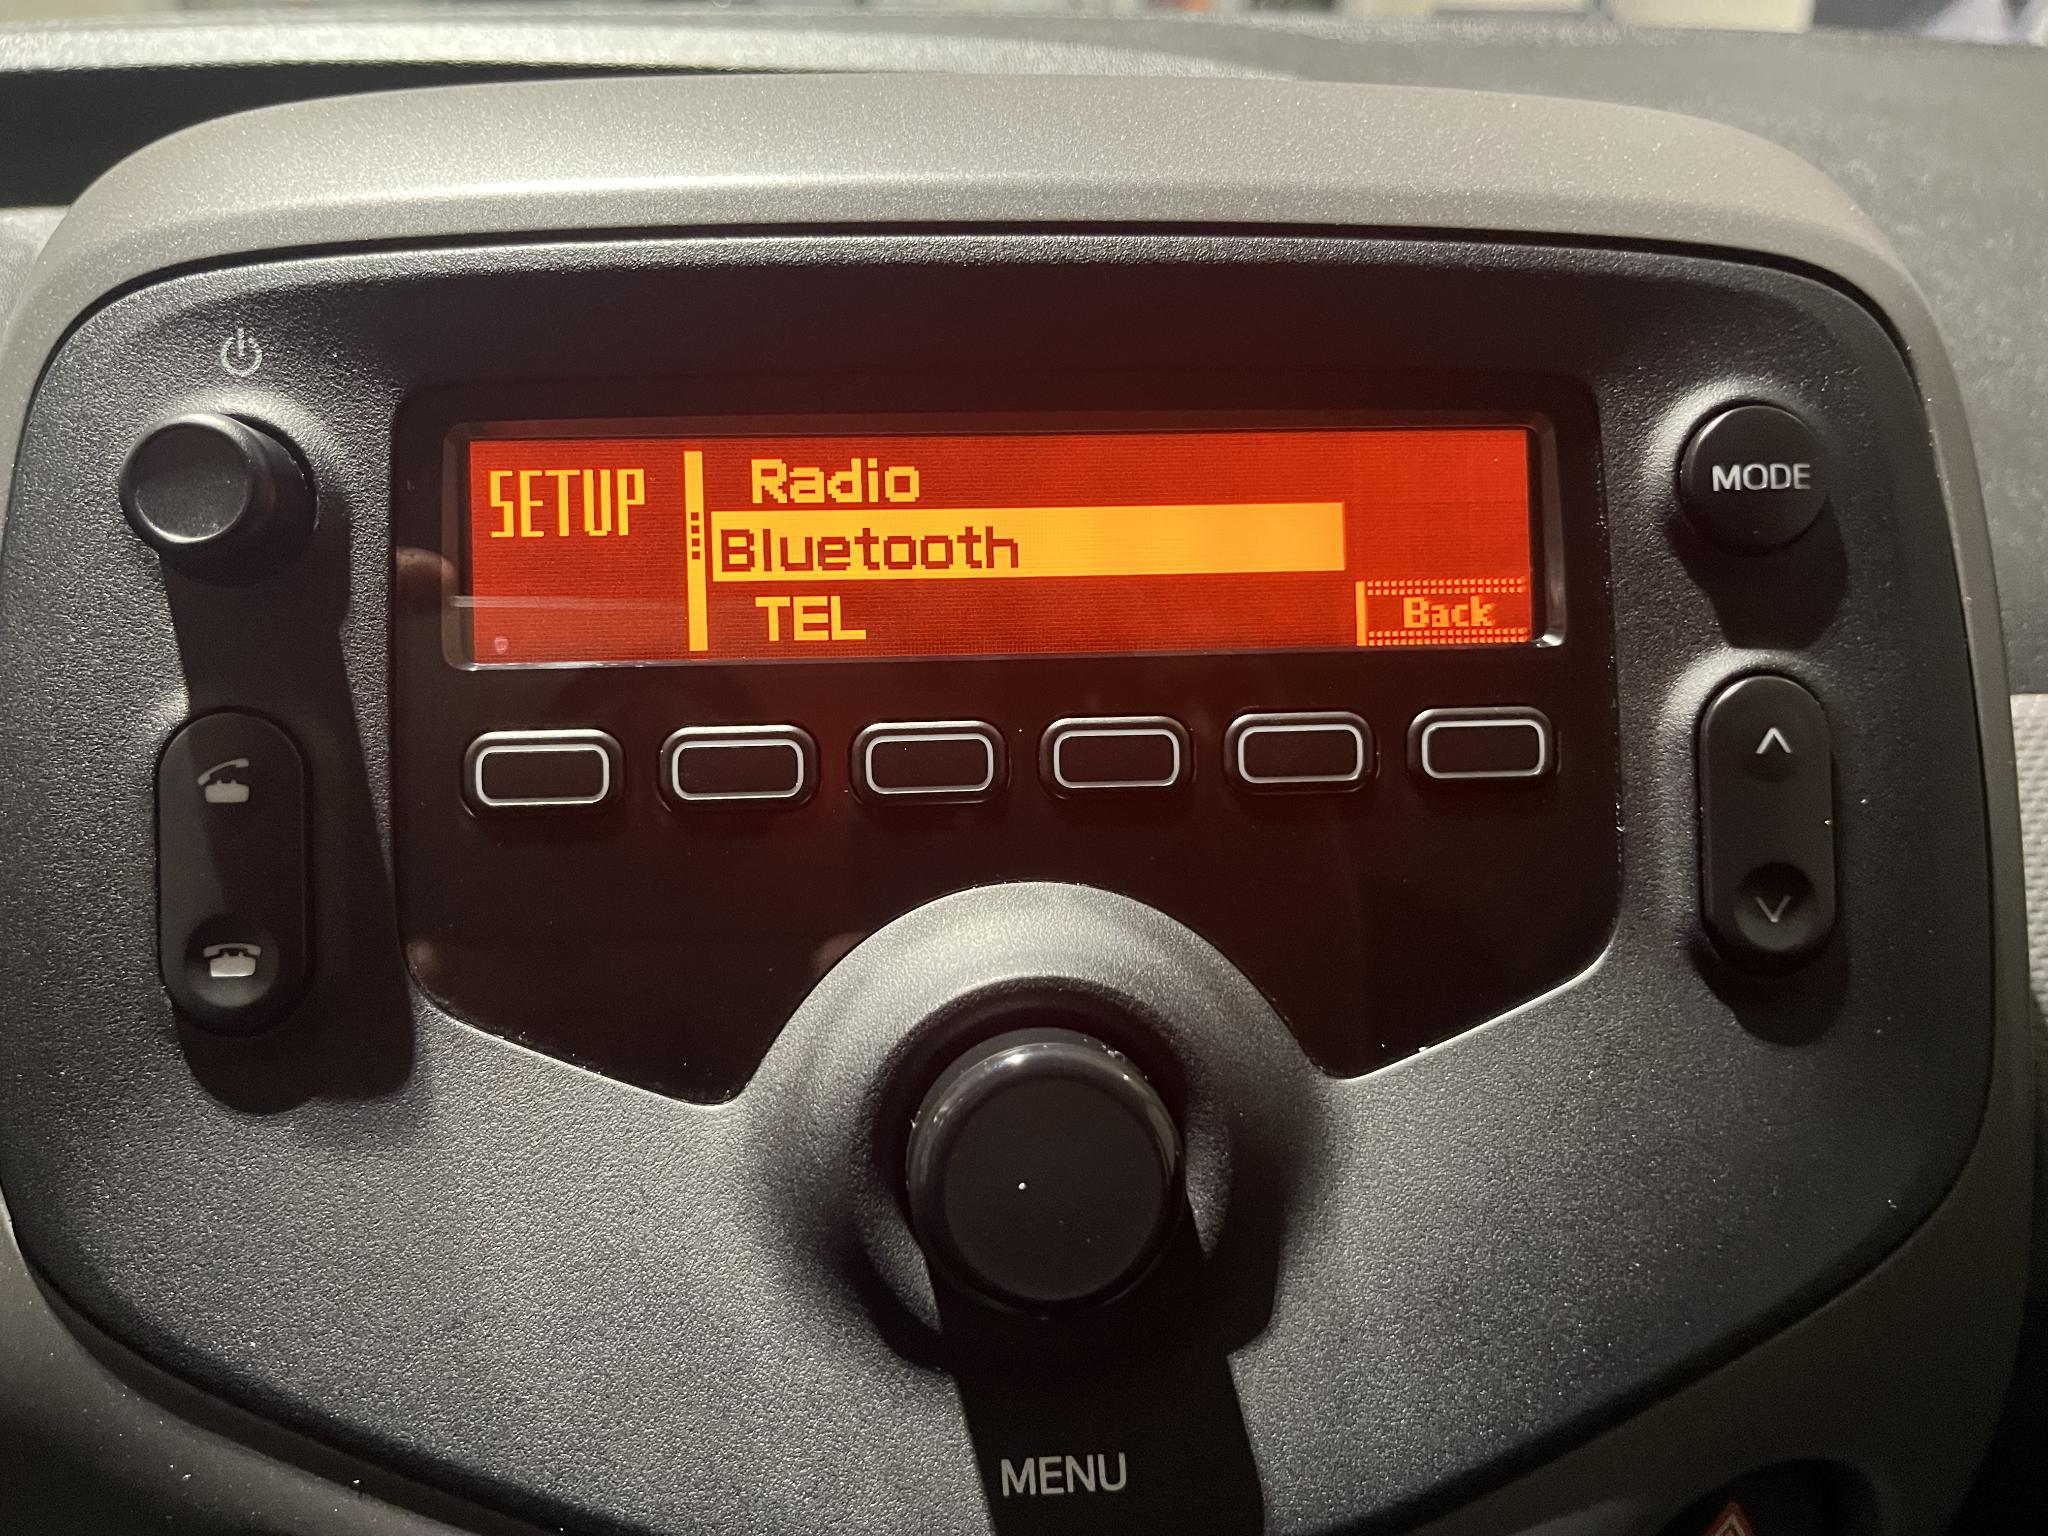 SETUP
Radio
Bluetooth
TEL
Back
MODE
MENU